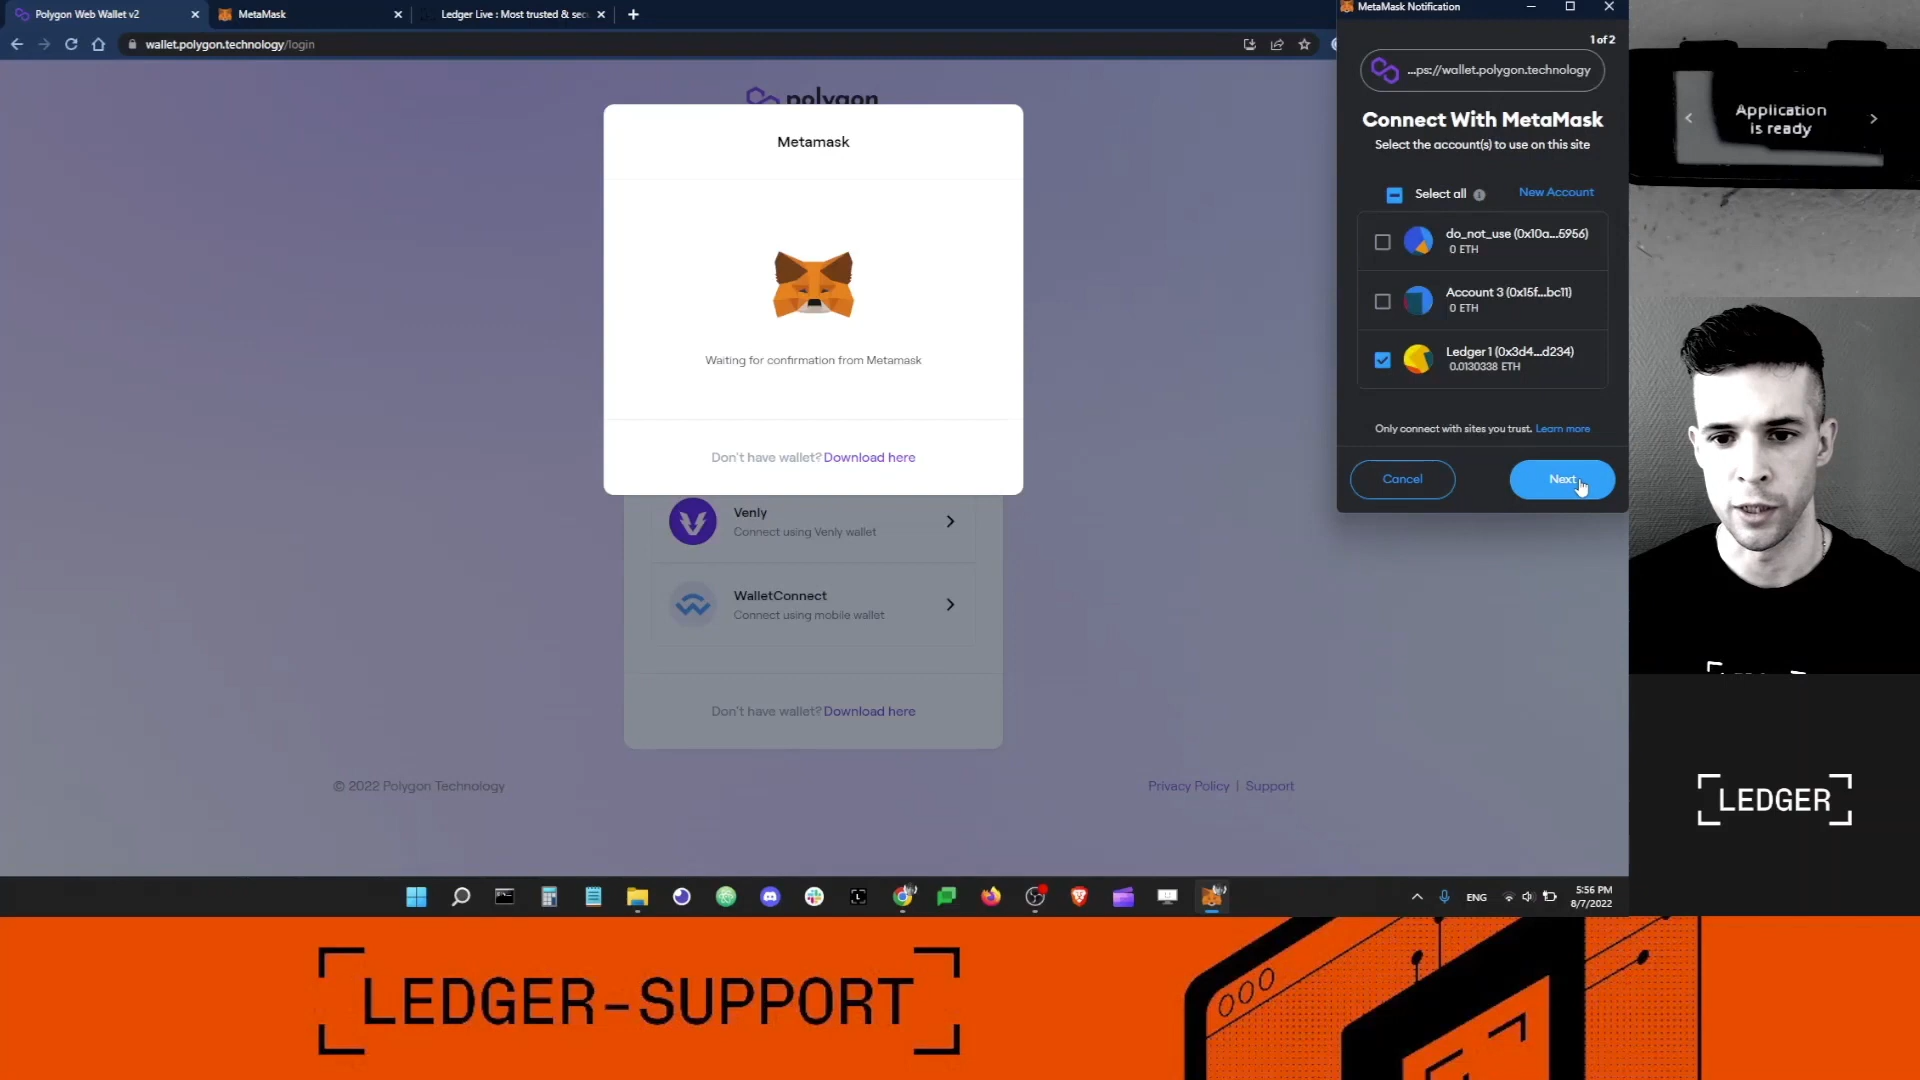 Polygon Web Wallet v2
MetaMask
Ledger Live : Most trusted & sec
wallet.polygon.technology/login
polygon
Metamask
Waiting for confirmation from Metamask
Don't have wallet? Download here
Venly
Connect using Venly wallet
WalletConnect
Connect using mobile wallet
Don't have wallet? Download here
© 2022 Polygon Technology
Privacy Policy | Support
MetaMask Notification
1 of 2
...ps://wallet.polygon.technology
Connect With MetaMask
Select the account(s) to use on this site
Select all
New Account
do_not_use (0x10a...5956)
0 ETH
Account 3 (0x15f...bc11)
0 ETH
Ledger 1 (0x3d4...d234)
0.0130338 ETH
Only connect with sites you trust. Learn more
Cancel
Next
Application
is ready
LEDGER
ENG
5:56 PM
8/7/2022
LEDGER-SUPPORT